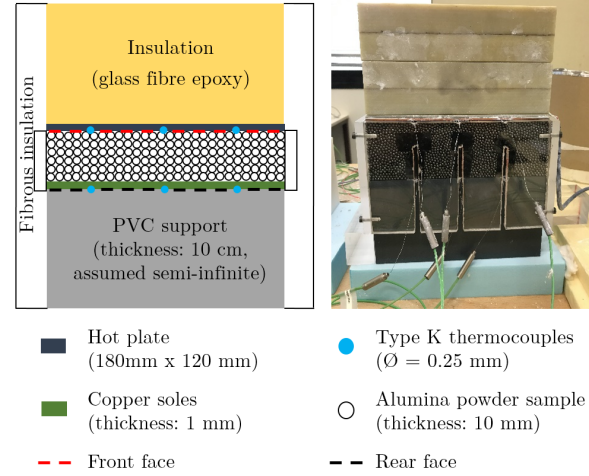 Insulation
(glass fibre epoxy)
Fibrous insulation
PVC support
(thickness: 10 cm,
assumed semi-infinite)
Hot plate
(180mm x 120 mm)
Type K thermocouples
(Ø = 0.25 mm)
Copper soles
(thickness: 1 mm)
Alumina powder sample
(thickness: 10 mm)
Front face
Rear face